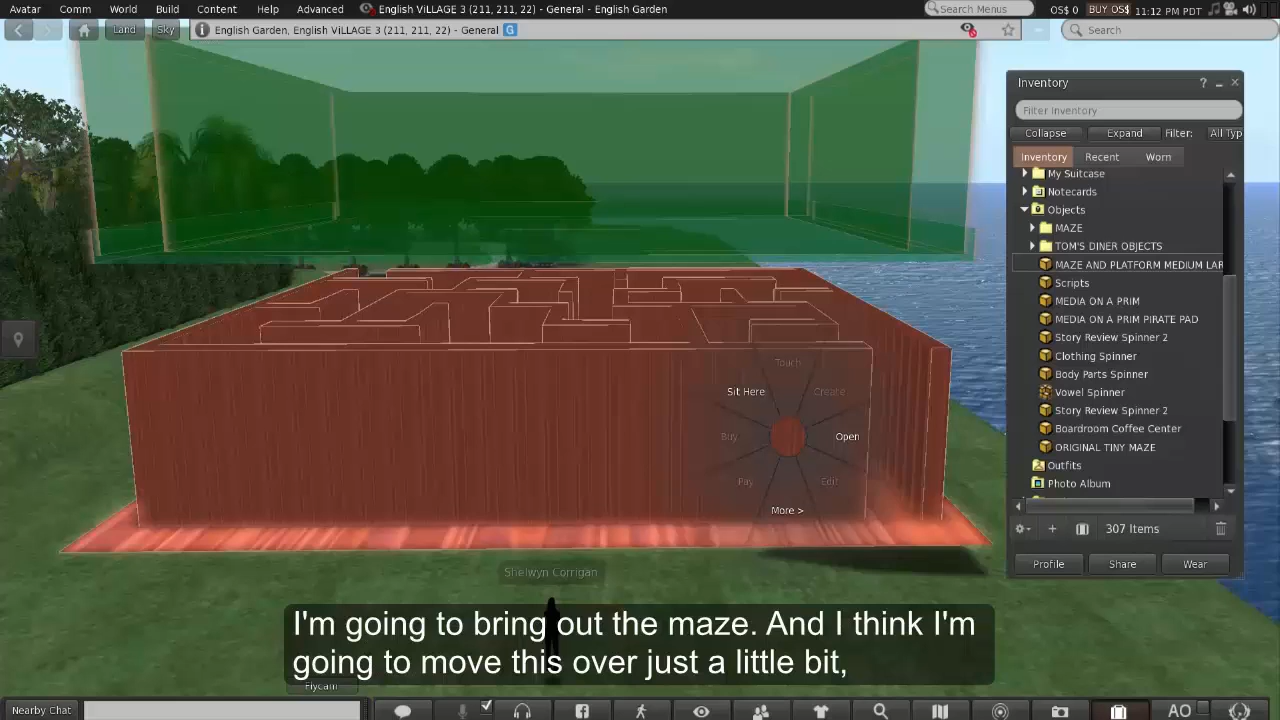 Avatar Comm World Build Content Help Advanced English ViLLAGE 3 (211, 211, 22) - General - English Garden Search Menus OS$ 0 BUY OS$ 11:12 PM PDT
Land Sky English Garden, English ViLLAGE 3 (211, 211, 22) - General G Search
Inventory ?
Filter Inventory
Collapse Expand Filter: All Typ
Inventory Recent Worn
My Suitcase
Notecards
Objects
MAZE
TOM'S DINER OBJECTS
MAZE AND PLATFORM MEDIUM LAR
Scripts
MEDIA ON A PRIM
MEDIA ON A PRIM PIRATE PAD
Story Review Spinner 2
Clothing Spinner
Body Parts Spinner
Vowel Spinner
Story Review Spinner 2
Boardroom Coffee Center
ORIGINAL TINY MAZE
Outfits
Photo Album
307 Items
Profile Share Wear
Touch
Sit Here Create
Buy Open
Pay Edit
More >
Shelwyn Corrigan
I'm going to bring out the maze. And I think I'm
going to move this over just a little bit,
Flycam
Nearby Chat AO